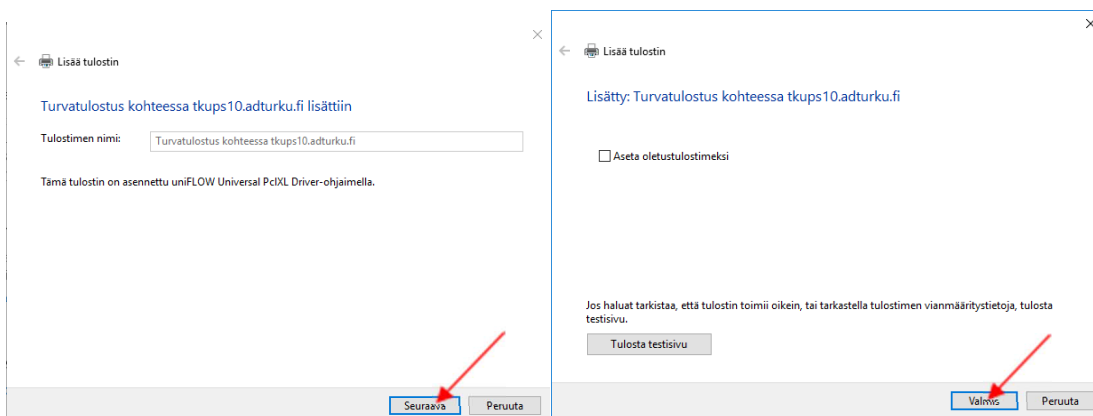 Lisää tulostin
Turvatulostus kohteessa tkups10.adturku.fi lisättiin
Tulostimen nimi: Turvatulostus kohteessa tkups10.adturku.fi
Tämä tulostin on asennettu uniFLOW Universal PclXL Driver-ohjaimella.
Seuraava Peruuta
Lisää tulostin
Lisätty: Turvatulostus kohteessa tkups10.adturku.fi
Aseta oletustulostimeksi
Jos haluat tarkistaa, että tulostin toimii oikein, tai tarkastella tulostimen vianmääritystietoja, tulosta
testisivu.
Tulosta testisivu
Valmis Peruuta